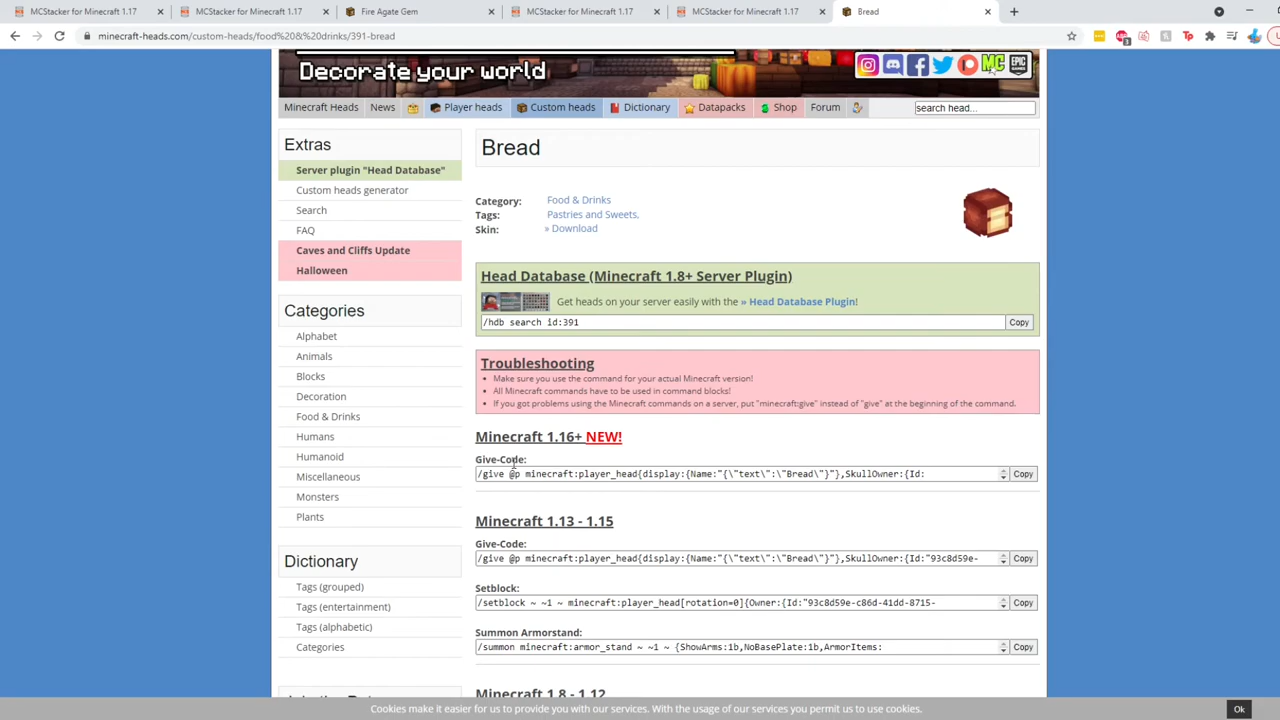 MCStacker for Minecraft 1.17
MCStacker for Minecraft 1.17
Fire Agate Gem
MCStacker for Minecraft 1.17
MCStacker for Minecraft 1.17
Bread
minecraft-heads.com/custom-heads/food%20&%20drinks/391-bread
Decorate your world
Minecraft Heads
News
Player heads
Custom heads
Dictionary
Datapacks
Shop
Forum
search head...
Extras
Server plugin "Head Database"
Custom heads generator
Search
FAQ
Caves and Cliffs Update
Halloween
Categories
Alphabet
Animals
Blocks
Decoration
Food & Drinks
Humans
Humanoid
Miscellaneous
Monsters
Plants
Dictionary
Tags (grouped)
Tags (entertainment)
Tags (alphabetic)
Categories
Bread
Category: Food & Drinks
Tags: Pastries and Sweets,
Skin: » Download
Head Database (Minecraft 1.8+ Server Plugin)
Get heads on your server easily with the » Head Database Plugin!
/hdb search id:391
Copy
Troubleshooting
• Make sure you use the command for your actual Minecraft version!
• All Minecraft commands have to be used in command blocks!
• If you got problems using the Minecraft commands on a server, put "minecraft:give" instead of "give" at the beginning of the command.
Minecraft 1.16+ NEW!
Give-Code:
/give @p minecraft:player_head{display:{Name:"{\"text\":\"Bread\"}"},SkullOwner:{Id:
Copy
Minecraft 1.13 - 1.15
Give-Code:
/give @p minecraft:player_head{display:{Name:"{\"text\":\"Bread\"}"},SkullOwner:{Id:"93c8d59e-
Copy
Setblock:
/setblock ~ ~1 ~ minecraft:player_head[rotation=0]{Owner:{Id:"93c8d59e-c86d-41dd-8715-
Copy
Summon Armorstand:
/summon minecraft:armor_stand ~ ~1 ~ {ShowArms:1b,NoBasePlate:1b,ArmorItems:
Copy
Minecraft 1.8 - 1.12
Cookies make it easier for us to provide you with our services. With the usage of our services you permit us to use cookies.
Ok